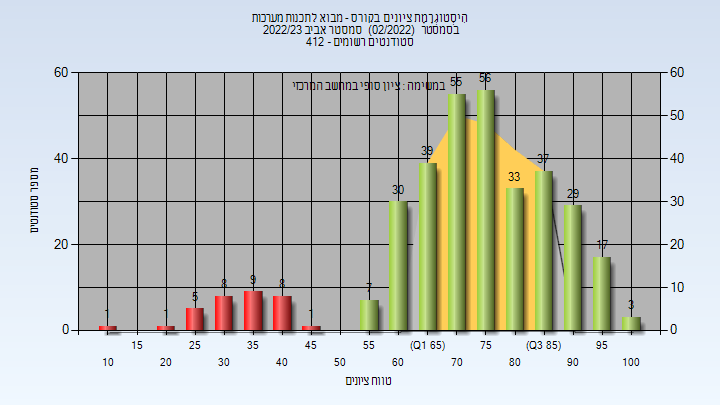 היסטוגרמת ציונים בקורס - מבוא לתכנות מערכות
בסמסטר (02/2022) סמסטר אביב 2022/23
סטודנטים רשומים - 412
במשימה : ציון סופי במחשב המרכזי
60 60
50
40 40
30
20 20
10
0 0
מספר סטודנטים
1 1 5 8 9 8 1 7 30 39 55 56 33 37 29 17 3
15 25 35 45 55 (Q1 65) 75 (Q3 85) 95
10 20 30 40 50 60 70 80 90 100
טווח ציונים